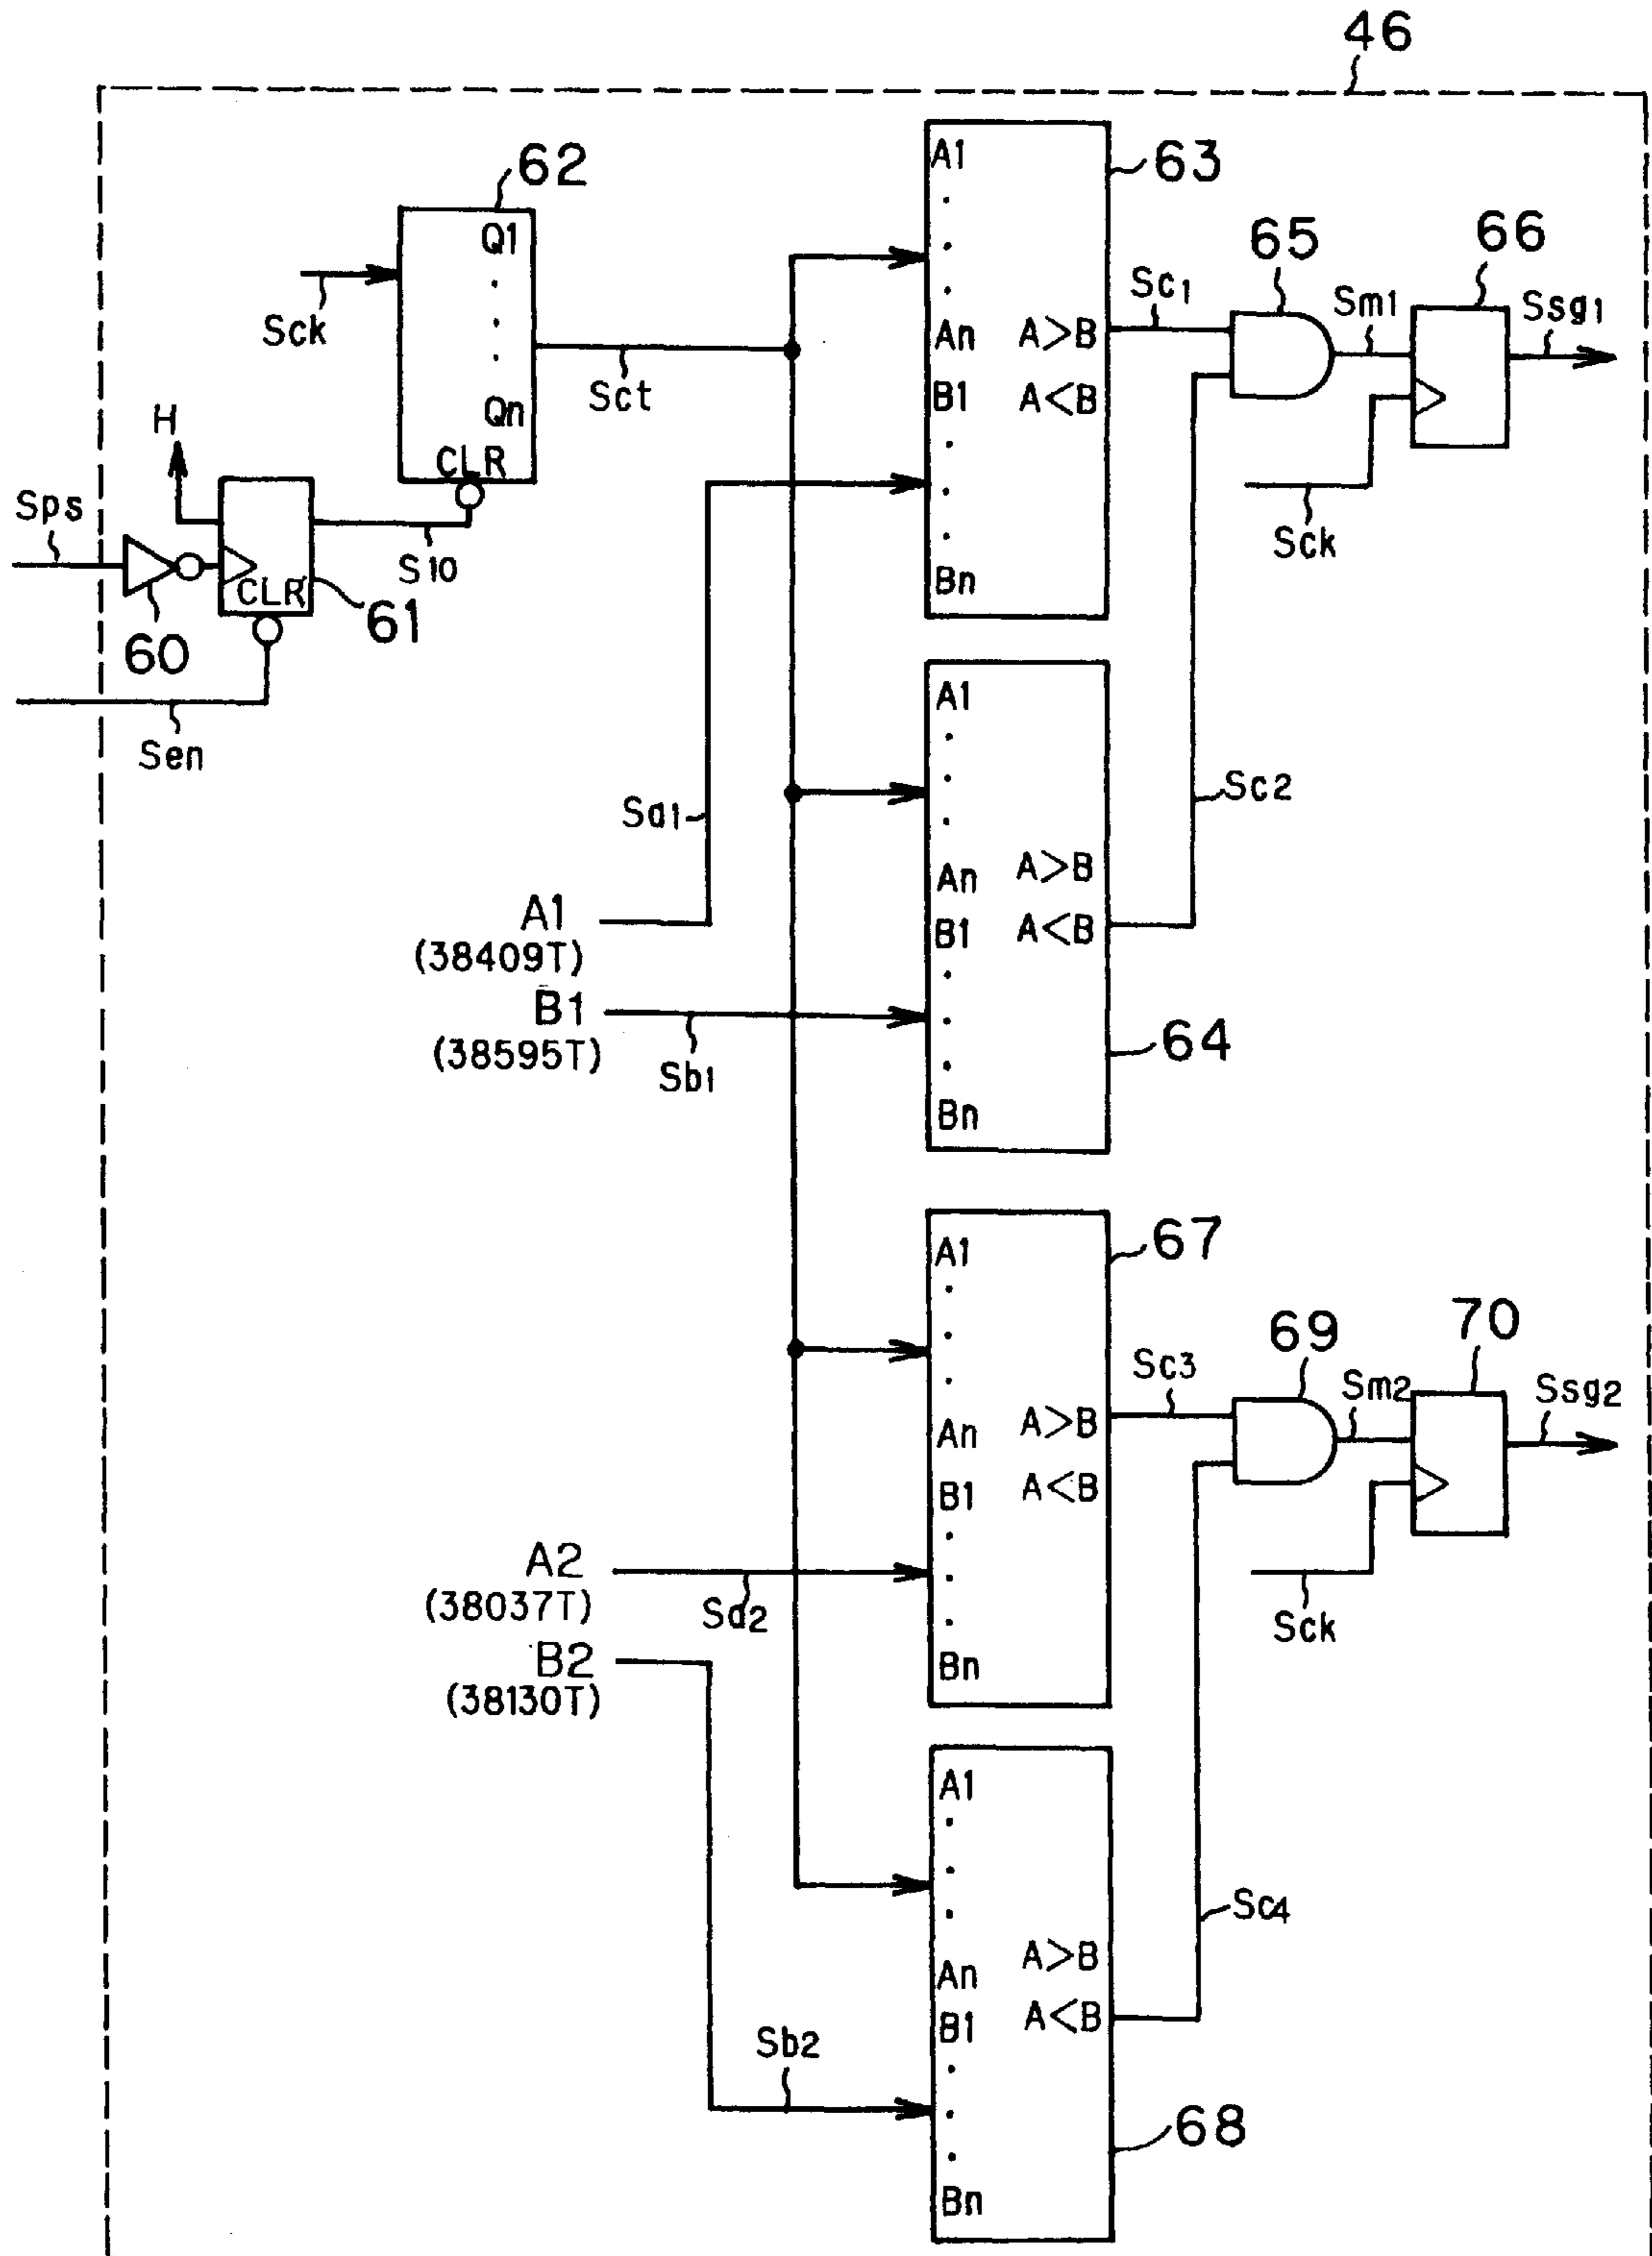 46
62
Q1
Qn
CLR
Sck
Sct
H
Sps
CLR
S10
60
61
Sen
A1
An
B1
Bn
A>B
A<B
63
Sc1
65
Sm1
66
Ssg1
Sck
A1
An
B1
Bn
A>B
A<B
64
Sc2
Sa1
A1
(38409T)
B1
(38595T)
Sb1
A1
An
B1
Bn
A>B
A<B
67
Sc3
69
Sm2
70
Ssg2
Sck
A2
(38037T)
Sa2
B2
(38130T)
Sb2
A1
An
B1
Bn
A>B
A<B
Sc4
68